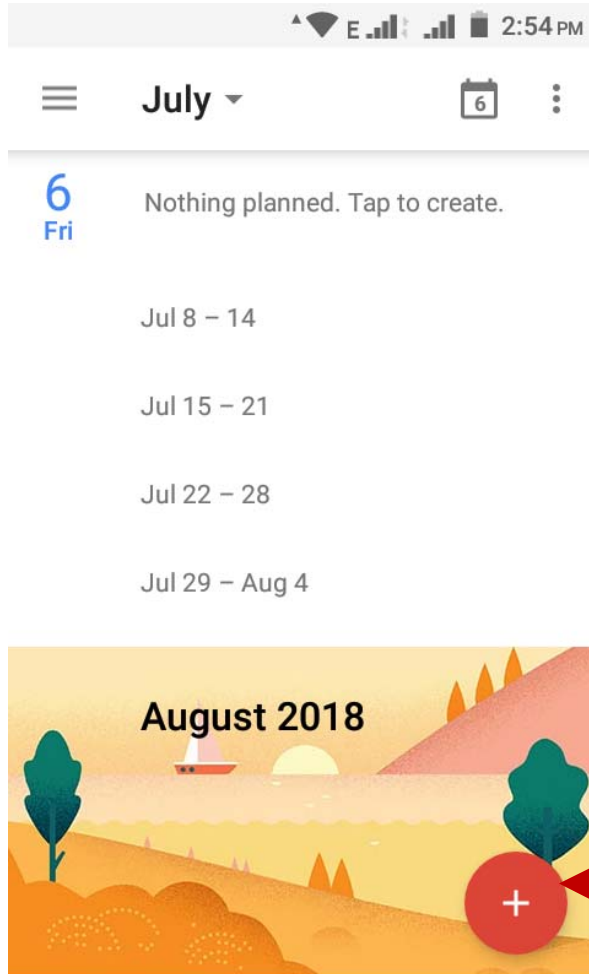 E 2:54 PM
July
6
6 Nothing planned. Tap to create.
Fri
Jul 8 – 14
Jul 15 – 21
Jul 22 – 28
Jul 29 – Aug 4
August 2018
+